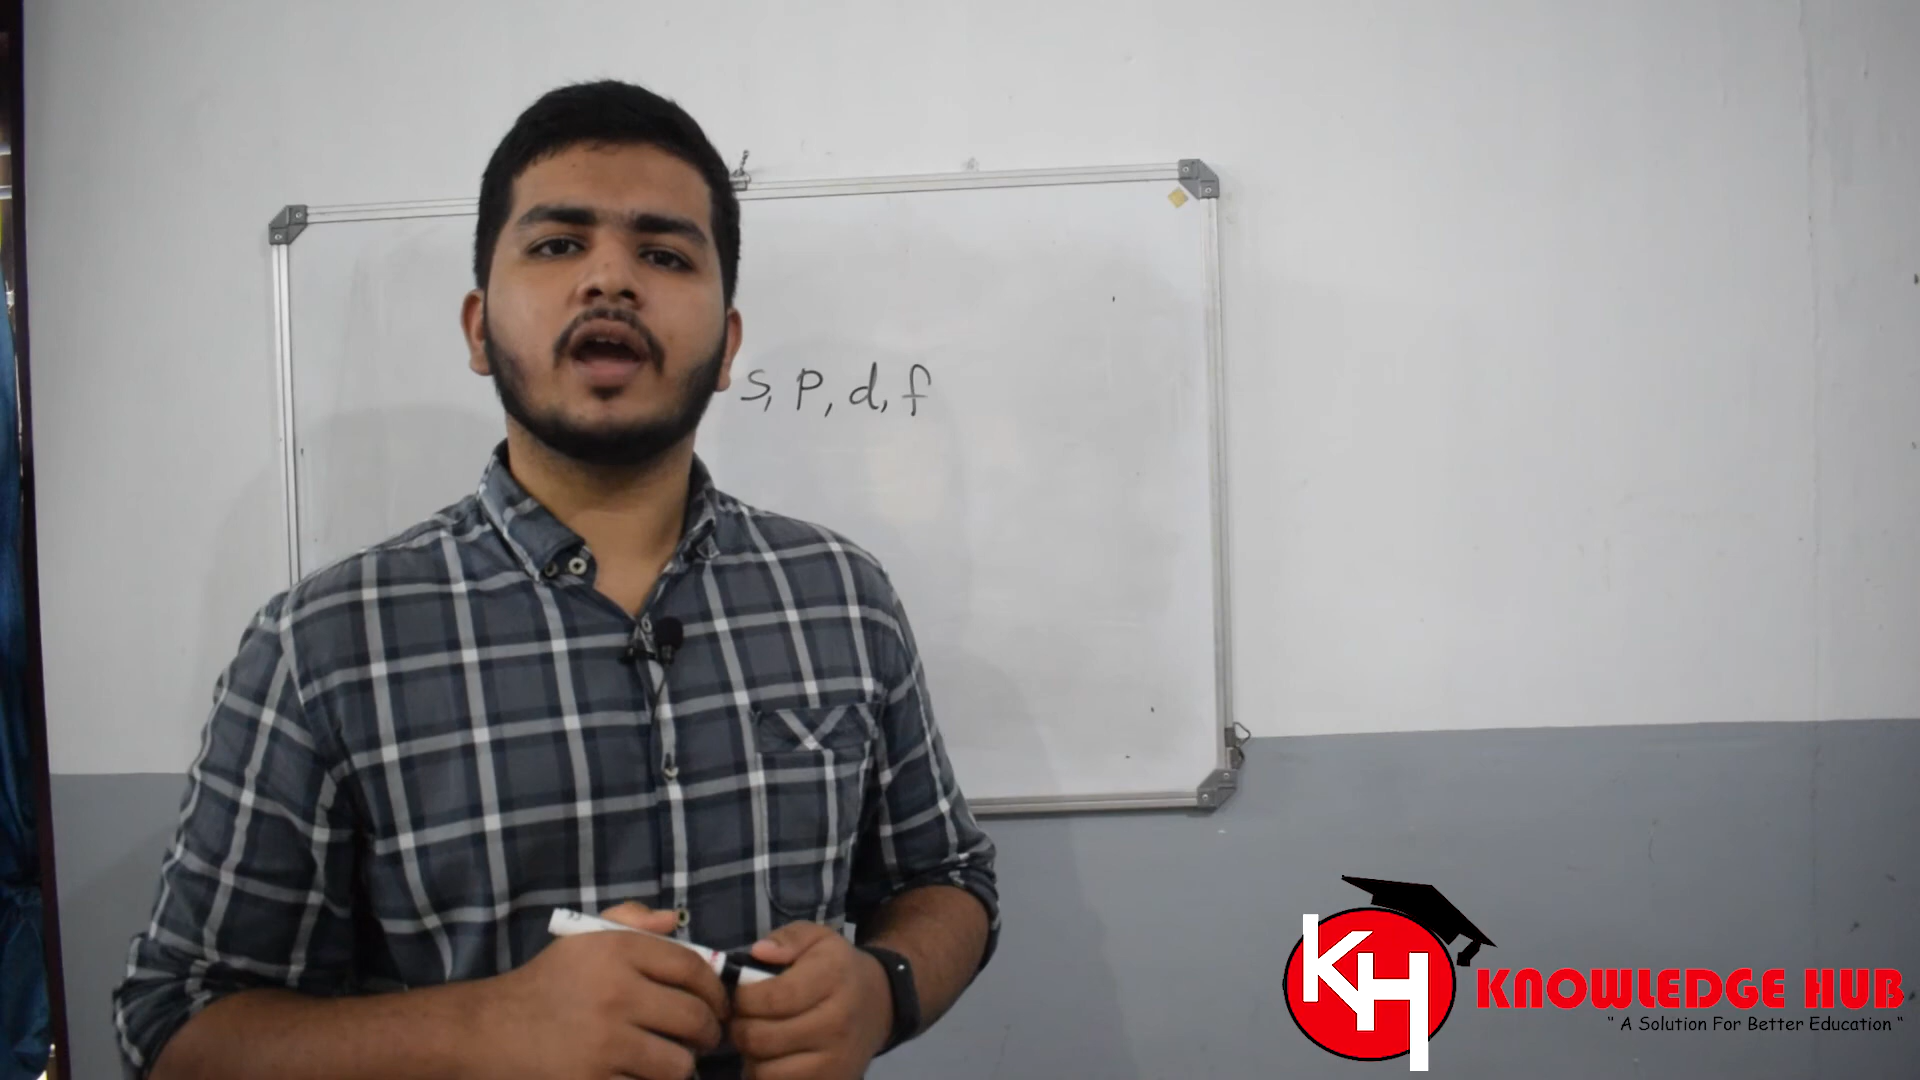 s, p, d, f
KH
KNOWLEDGE HUB
" A Solution For Better Education "